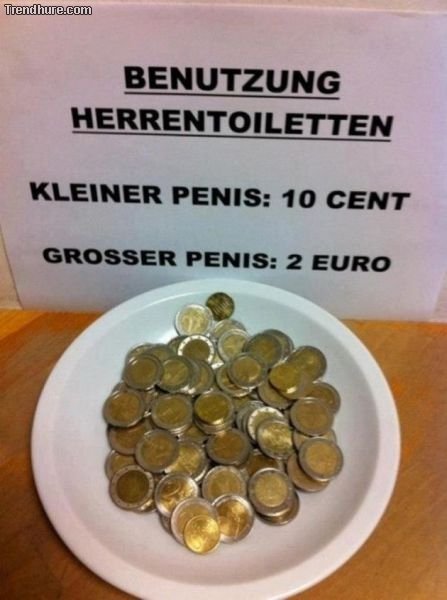 Trendhure.com
BENUTZUNG
HERRENTOILETTEN
KLEINER PENIS: 10 CENT
GROSSER PENIS: 2 EURO